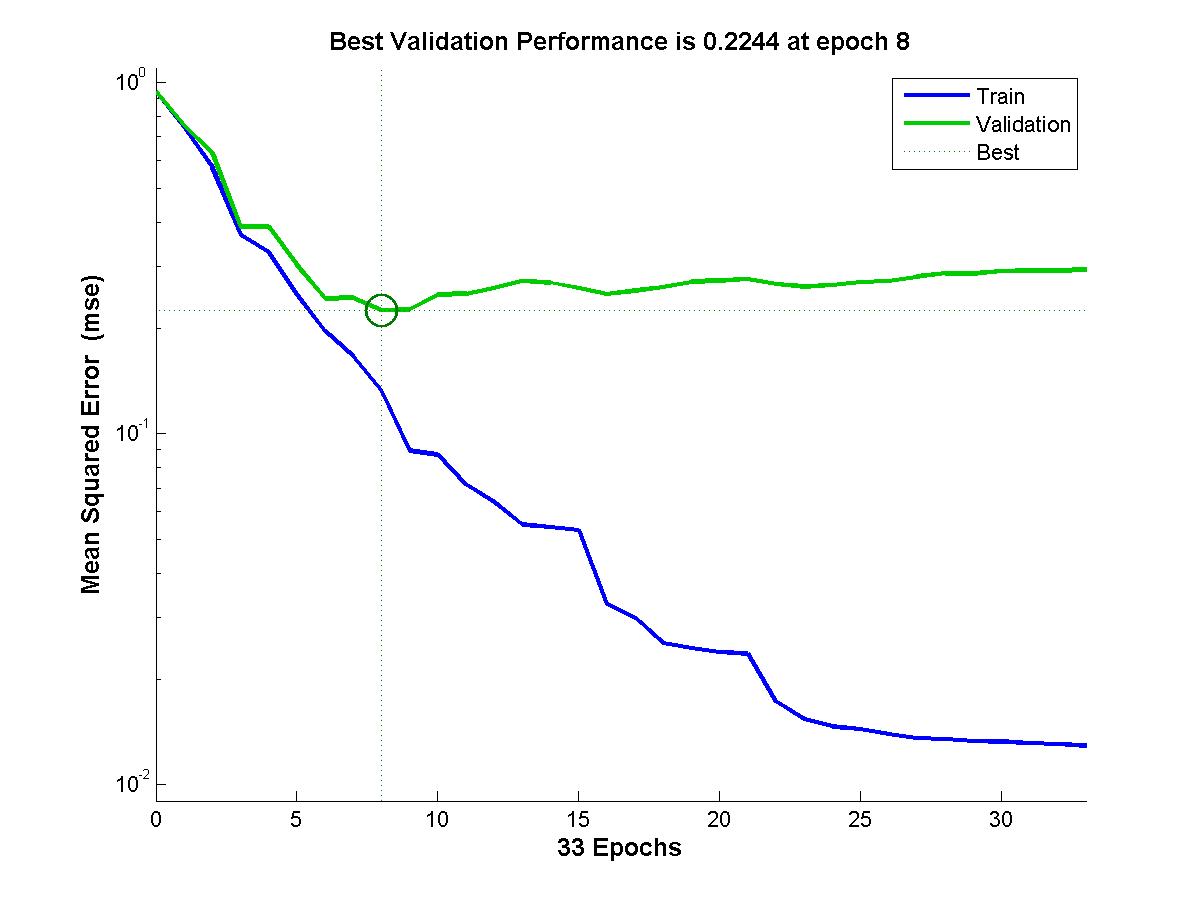 Best Validation Performance is 0.2244 at epoch 8
Train
Validation
Best
Mean Squared Error (mse)
10^0
10^-1
10^-2
0 5 10 15 20 25 30
33 Epochs